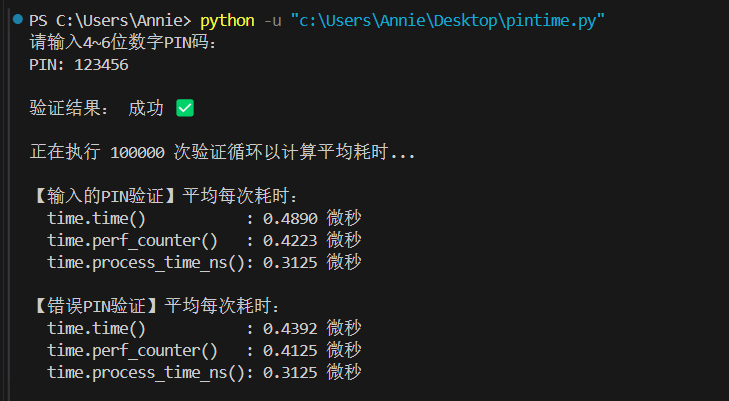 PS C:\Users\Annie> python -u "c:\Users\Annie\Desktop\pintime.py"
请输入4~6位数字PIN码:
PIN: 123456
验证结果: 成功 ✅
正在执行 100000 次验证循环以计算平均耗时...
【输入的PIN验证】平均每次耗时:
time.time() : 0.4890 微秒
time.perf_counter() : 0.4223 微秒
time.process_time_ns(): 0.3125 微秒
【错误PIN验证】平均每次耗时:
time.time() : 0.4392 微秒
time.perf_counter() : 0.4125 微秒
time.process_time_ns(): 0.3125 微秒